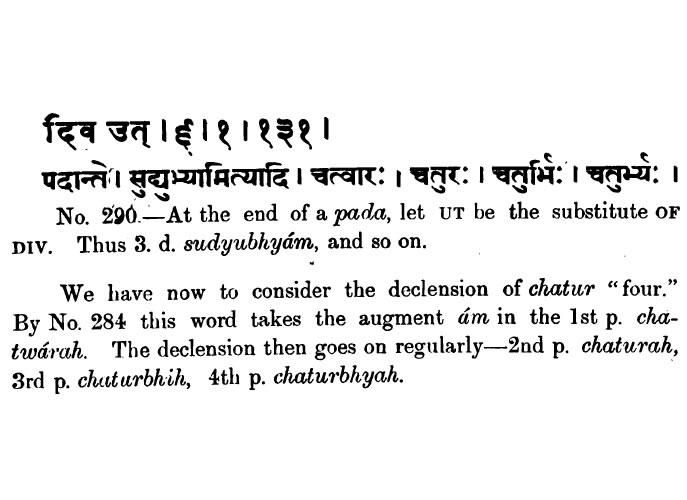 दिव उत् । ६ । १ । १३१ ।
पदान्ते । सुद्युभ्यामित्यादि । चत्वारः । चतुरः । चतुर्भिः । चतुर्भ्यः ।
No. 290.—At the end of a pada, let UT be the substitute OF
DIV. Thus 3. d. sudyubhyám, and so on.
We have now to consider the declension of chatur “four.”
By No. 284 this word takes the augment ám in the 1st p. cha-
twárah. The declension then goes on regularly—2nd p. chaturah,
3rd p. chaturbhih, 4th p. chaturbhyah.